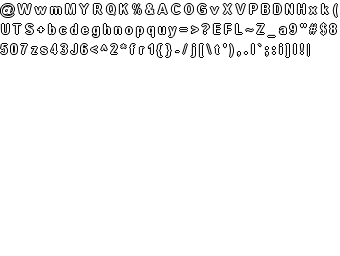 @WwmMYRQK%&ACOGvXVPBDNHxk(
UTS+bcdeghnopquy=>?EFL~Z_a9"#$8
507zs43J6<^2*fr1{}-/j[\t'),.l`;:i]I!|